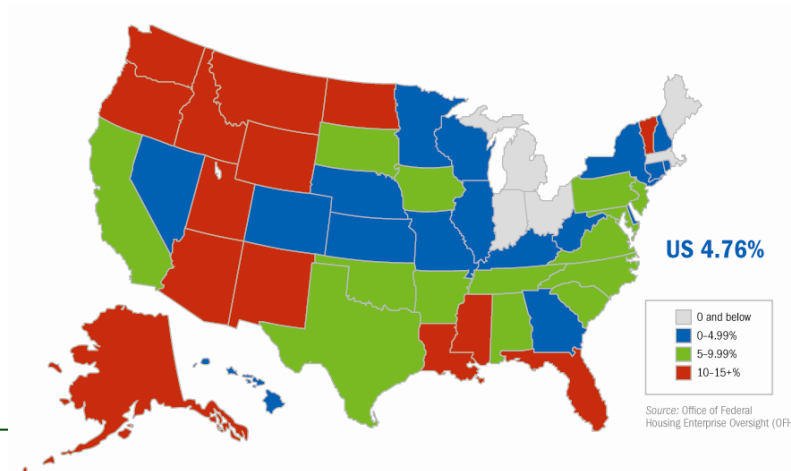 US 4.76%
0 and below
0–4.99%
5–9.99%
10–15+%
Source: Office of Federal
Housing Enterprise Oversight (OFH